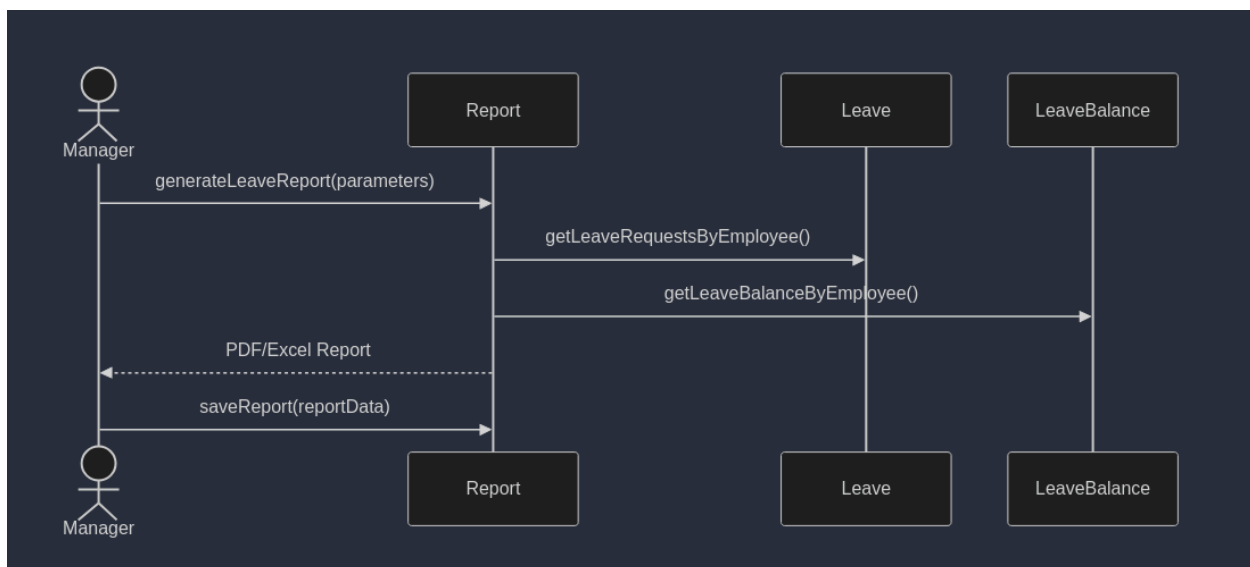 Report
Leave
LeaveBalance
Manager
generateLeaveReport(parameters)
getLeaveRequestsByEmployee()
getLeaveBalanceByEmployee()
PDF/Excel Report
saveReport(reportData)
Report
Leave
LeaveBalance
Manager